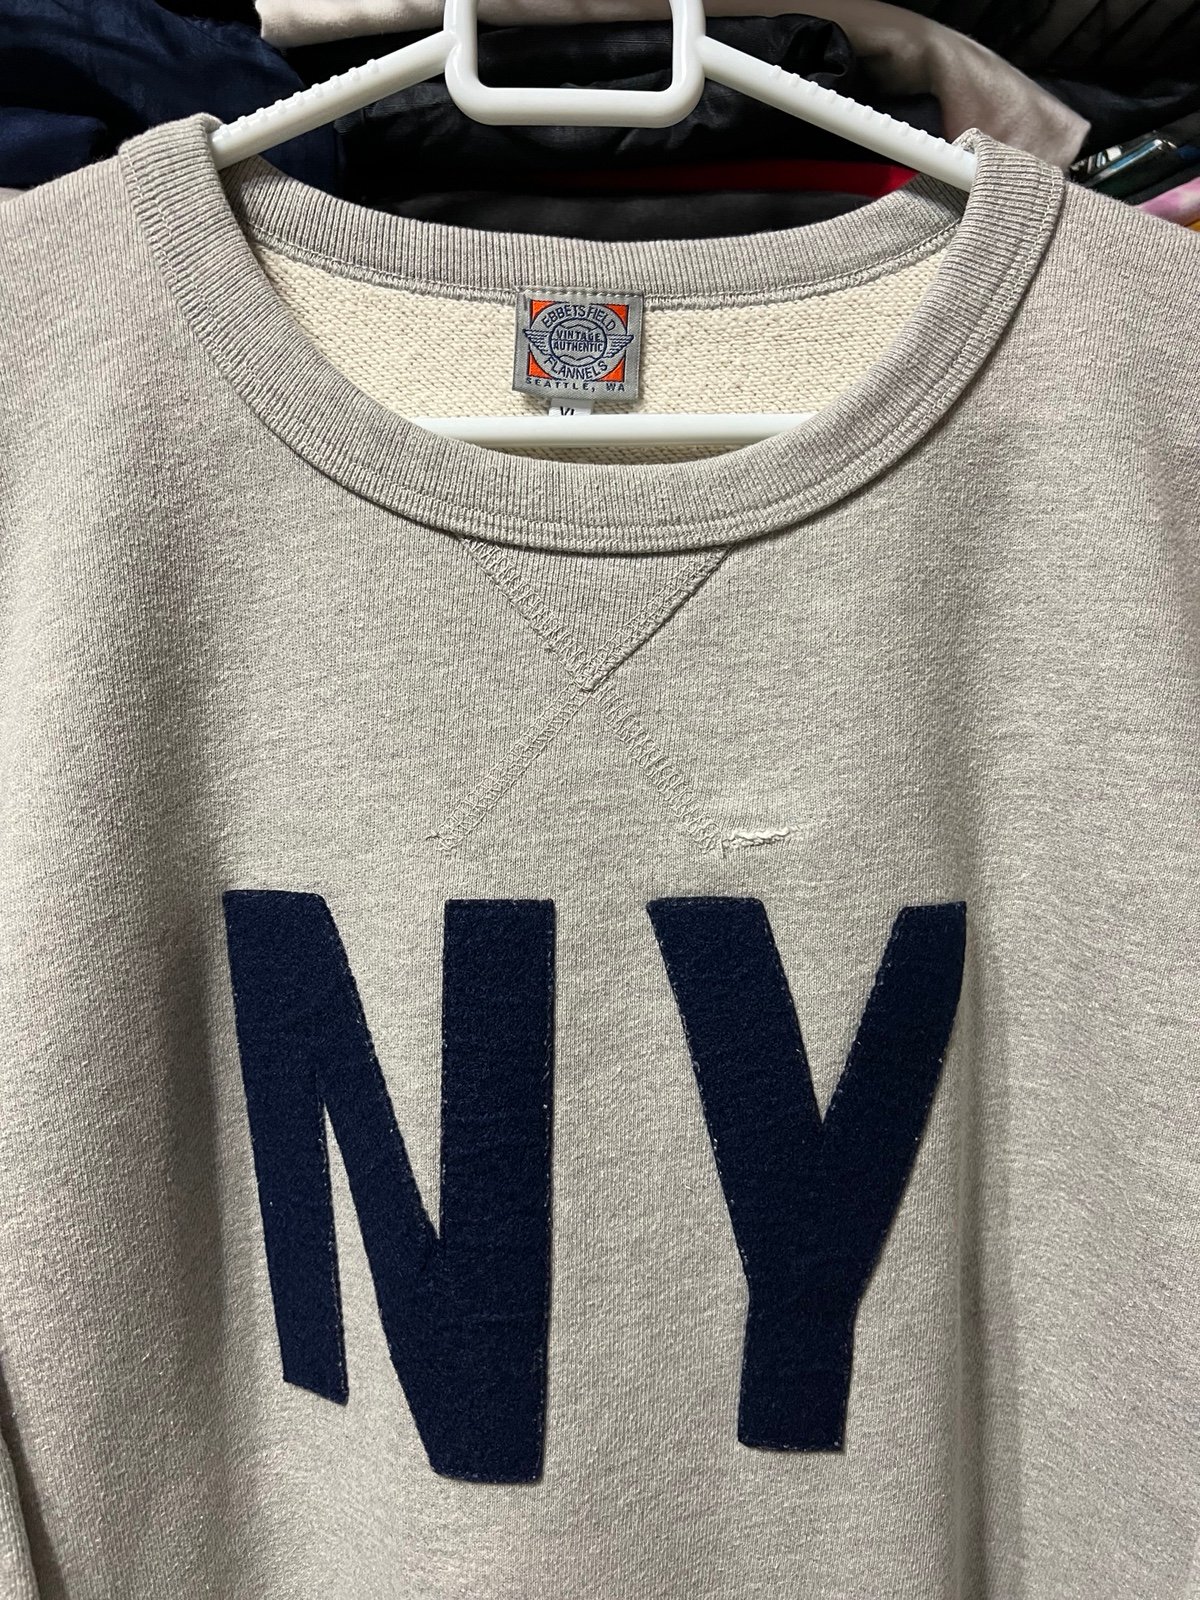 EBBETS FIELD
VINTAGE
AUTHENTIC
FLANNELS
SEATTLE, WA
NY